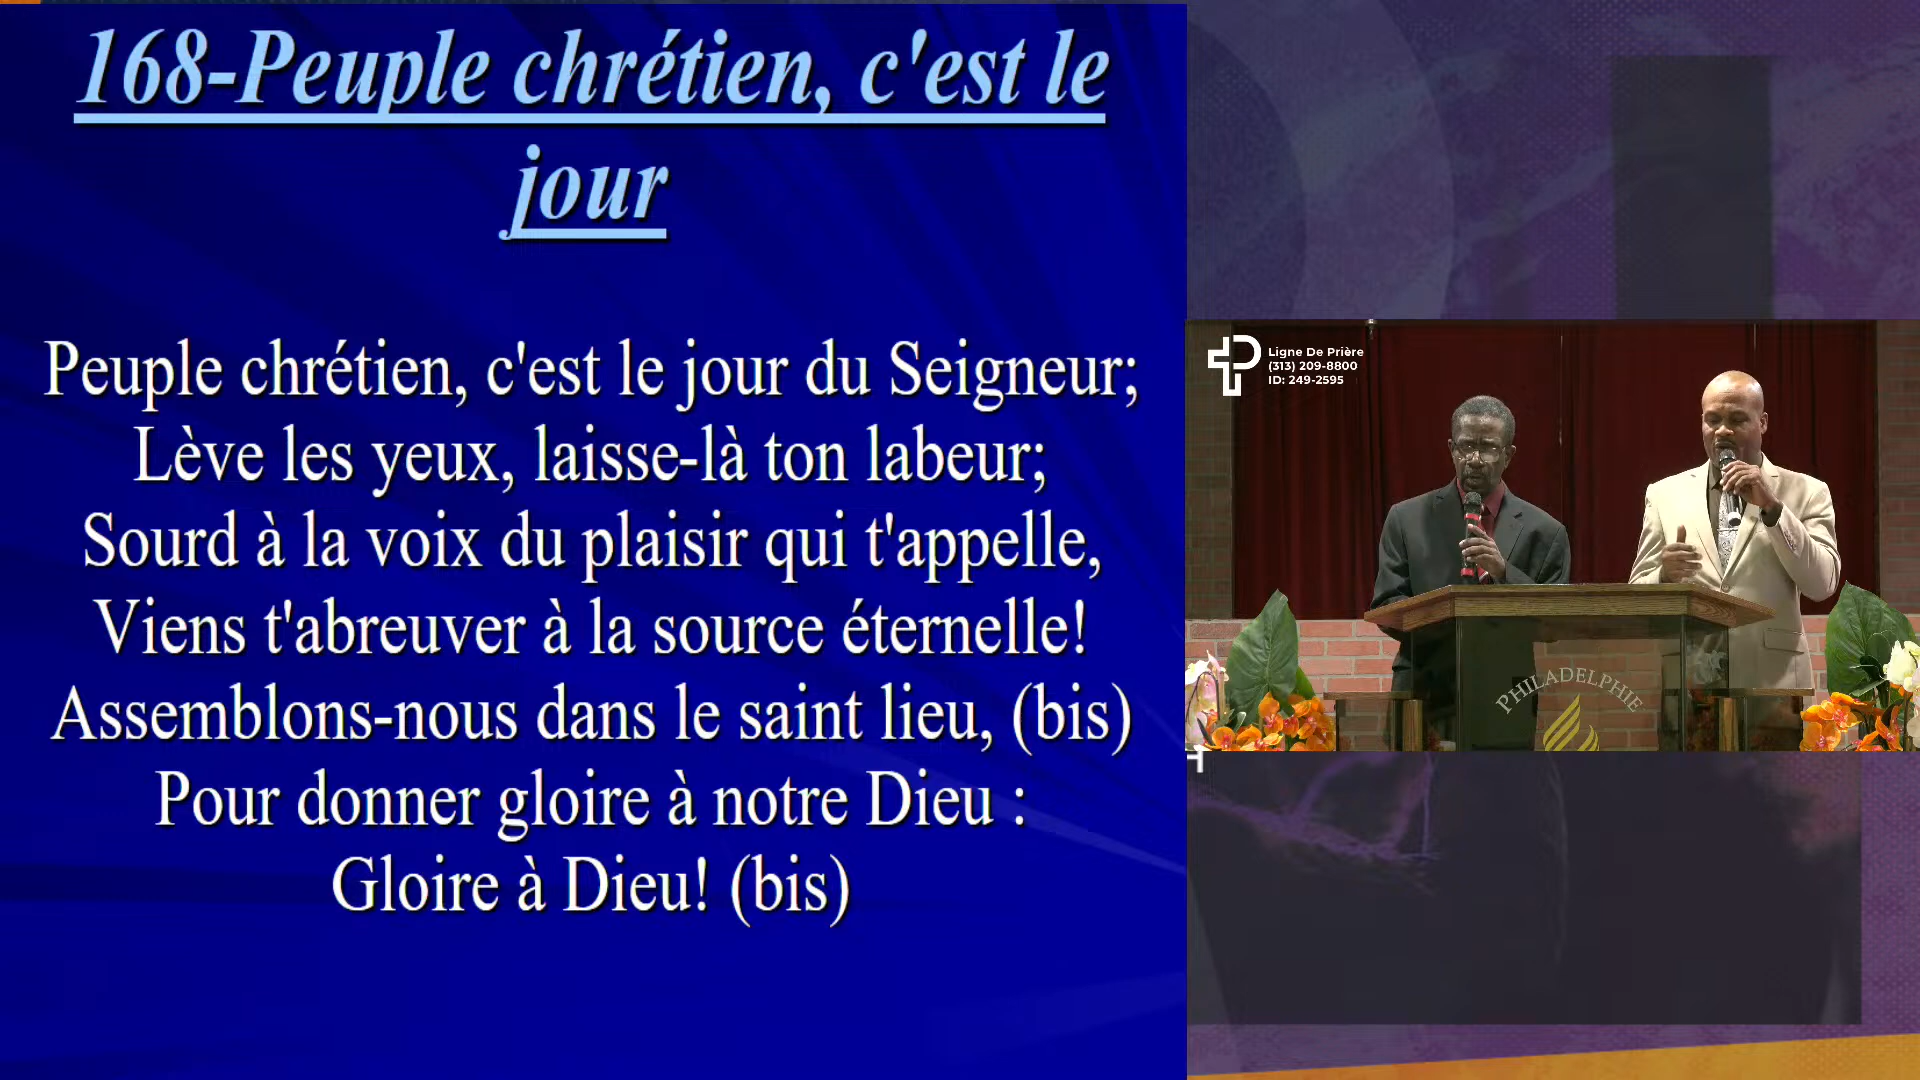 168-Peuple chrétien, c'est le
jour
Peuple chrétien, c'est le jour du Seigneur;
Lève les yeux, laisse-là ton labeur;
Sourd à la voix du plaisir qui t'appelle,
Viens t'abreuver à la source éternelle!
Assemblons-nous dans le saint lieu, (bis)
Pour donner gloire à notre Dieu :
Gloire à Dieu! (bis)
Ligne De Prière
(313) 209-8800
ID: 249-2595
PHILADELPHIE